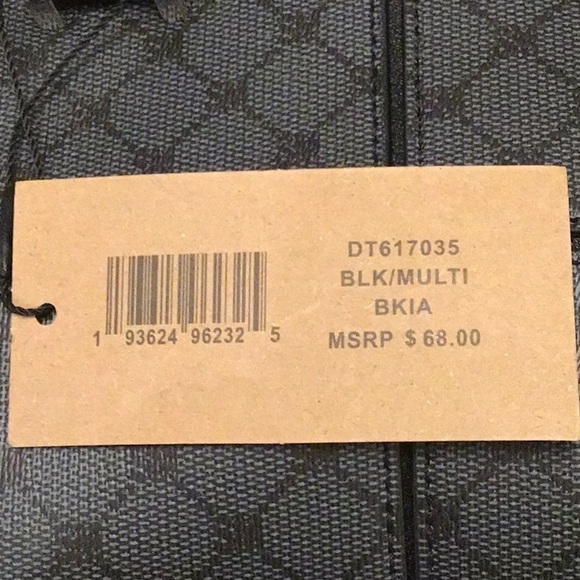 DT617035
BLK/MULTI
BKIA
MSRP $ 68.00
1 93624 96232 5